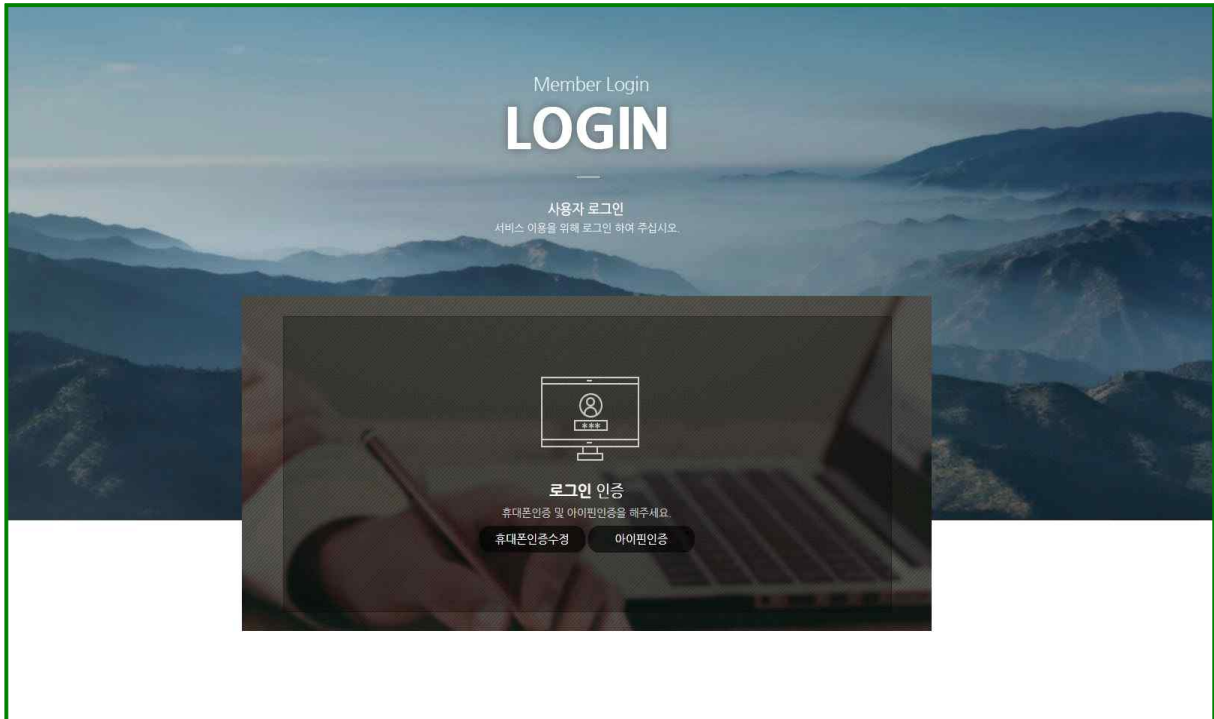 Member Login
LOGIN
사용자 로그인
서비스 이용을 위해 로그인 하여 주십시오.
***
로그인 인증
휴대폰인증 및 아이핀인증을 해주세요.
휴대폰인증수정 아이핀인증